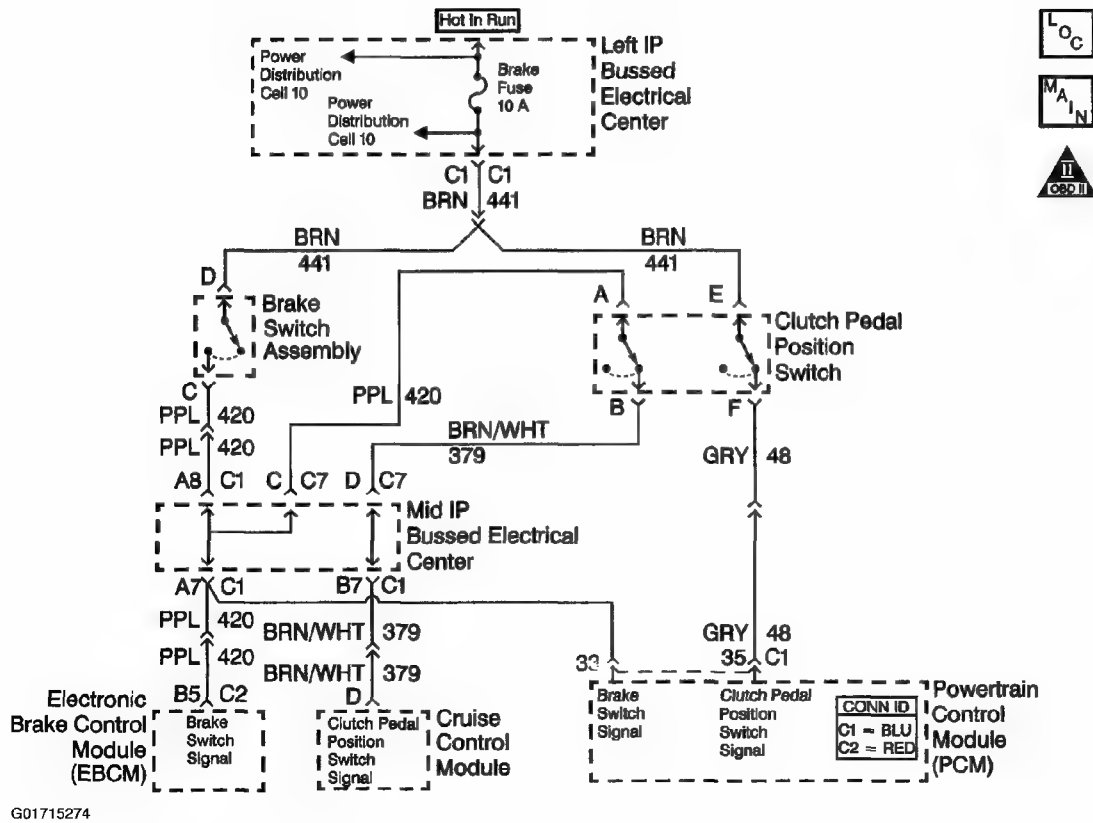 Hot In Run
LOC
MAIN
II
OBD II
Power
Distribution
Cell 10
Brake
Fuse
10 A
Power
Distribution
Cell 10
Left IP
Bussed
Electrical
Center
C1 C1
BRN 441
BRN
441
BRN
441
D
A
E
Brake
Switch
Assembly
Clutch Pedal
Position
Switch
C
PPL 420
PPL 420
PPL 420
B
F
BRN/WHT
379
GRY 48
A8 C1
C C7
D C7
Mid IP
Bussed Electrical
Center
A7 C1
B7 C1
PPL 420
BRN/WHT 379
PPL 420
BRN/WHT 379
GRY 48
33
35 C1
B5 C2
D
Electronic
Brake Control
Module
(EBCM)
Brake
Switch
Signal
Clutch Pedal
Position
Switch
Signal
Cruise
Control
Module
Brake
Switch
Signal
Clutch Pedal
Position
Switch
Signal
CONN ID
C1 = BLU
C2 = RED
Powertrain
Control
Module
(PCM)
G01715274